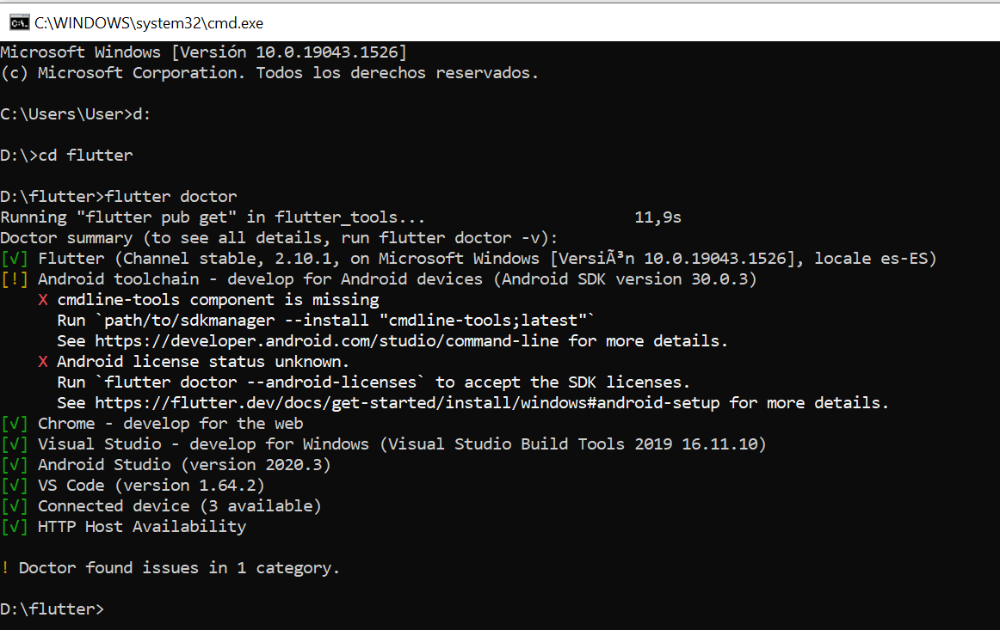 C:\WINDOWS\system32\cmd.exe
Microsoft Windows [Versión 10.0.19043.1526]
(c) Microsoft Corporation. Todos los derechos reservados.
C:\Users\User>d:
D:\>cd flutter
D:\flutter>flutter doctor
Running "flutter pub get" in flutter_tools... 11,9s
Doctor summary (to see all details, run flutter doctor -v):
[√] Flutter (Channel stable, 2.10.1, on Microsoft Windows [VersiÃ³n 10.0.19043.1526], locale es-ES)
[!] Android toolchain - develop for Android devices (Android SDK version 30.0.3)
X cmdline-tools component is missing
Run `path/to/sdkmanager --install "cmdline-tools;latest"`
See https://developer.android.com/studio/command-line for more details.
X Android license status unknown.
Run `flutter doctor --android-licenses` to accept the SDK licenses.
See https://flutter.dev/docs/get-started/install/windows#android-setup for more details.
[√] Chrome - develop for the web
[√] Visual Studio - develop for Windows (Visual Studio Build Tools 2019 16.11.10)
[√] Android Studio (version 2020.3)
[√] VS Code (version 1.64.2)
[√] Connected device (3 available)
[√] HTTP Host Availability
! Doctor found issues in 1 category.
D:\flutter>